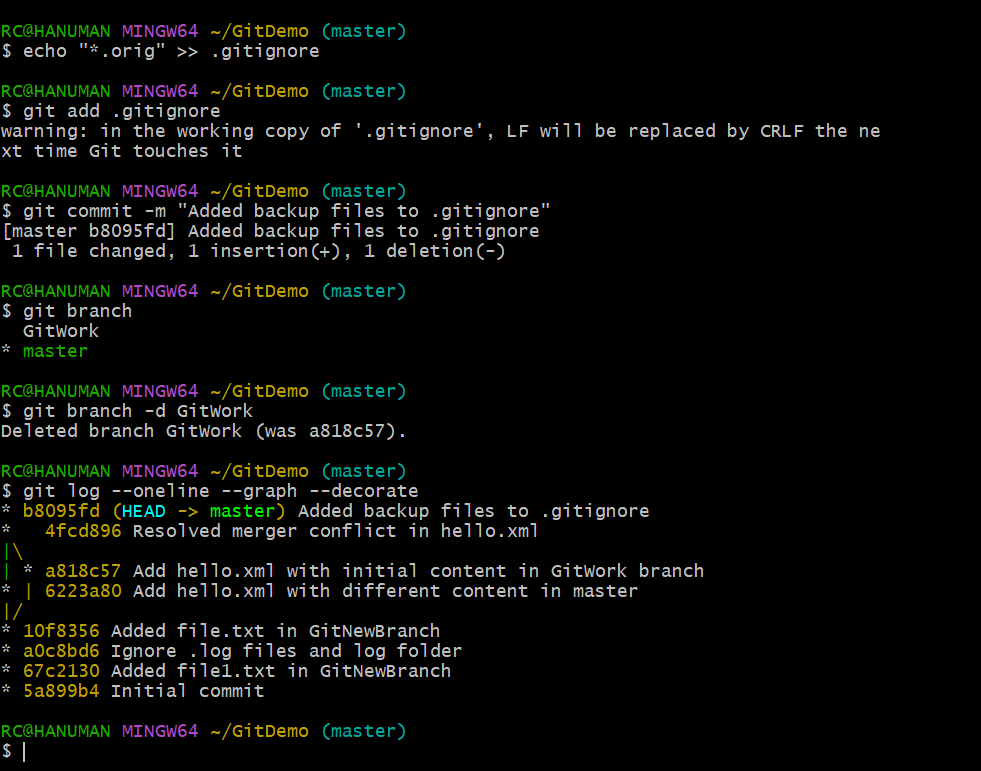 RC@HANUMAN MINGW64 ~/GitDemo (master)
$ echo "*.orig" >> .gitignore

RC@HANUMAN MINGW64 ~/GitDemo (master)
$ git add .gitignore
warning: in the working copy of '.gitignore', LF will be replaced by CRLF the ne
xt time Git touches it

RC@HANUMAN MINGW64 ~/GitDemo (master)
$ git commit -m "Added backup files to .gitignore"
[master b8095fd] Added backup files to .gitignore
 1 file changed, 1 insertion(+), 1 deletion(-)

RC@HANUMAN MINGW64 ~/GitDemo (master)
$ git branch
  GitWork
* master

RC@HANUMAN MINGW64 ~/GitDemo (master)
$ git branch -d GitWork
Deleted branch GitWork (was a818c57).

RC@HANUMAN MINGW64 ~/GitDemo (master)
$ git log --oneline --graph --decorate
* b8095fd (HEAD -> master) Added backup files to .gitignore
*   4fcd896 Resolved merger conflict in hello.xml
|\
| * a818c57 Add hello.xml with initial content in GitWork branch
* | 6223a80 Add hello.xml with different content in master
|/
* 10f8356 Added file.txt in GitNewBranch
* a0c8bd6 Ignore .log files and log folder
* 67c2130 Added file1.txt in GitNewBranch
* 5a899b4 Initial commit

RC@HANUMAN MINGW64 ~/GitDemo (master)
$